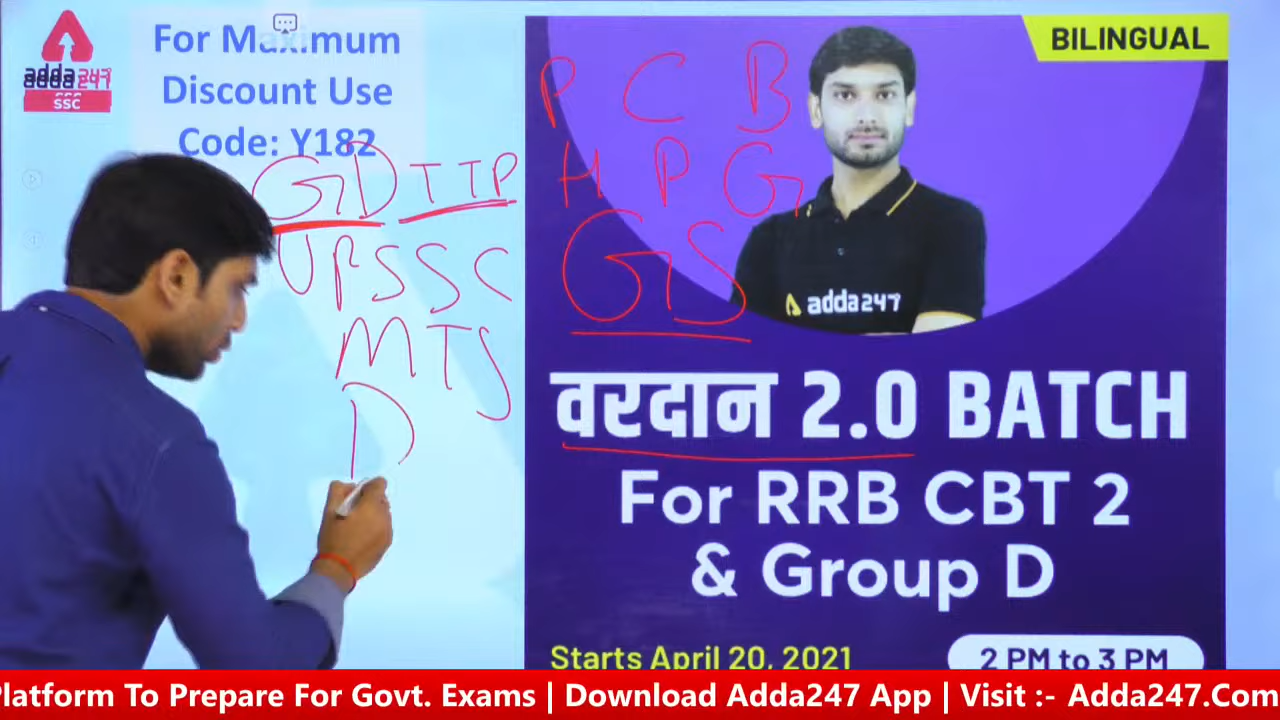 adda247
SSC
For Maximum
Discount Use
Code: Y182
GD TTP
UPSSSC
MTS
D
BILINGUAL
P C B
H P G
GS
adda247
वरदान 2.0 BATCH
For RRB CBT 2
& Group D
Starts April 20, 2021
2 PM to 3 PM
Platform To Prepare For Govt. Exams | Download Adda247 App | Visit :- Adda247.Com